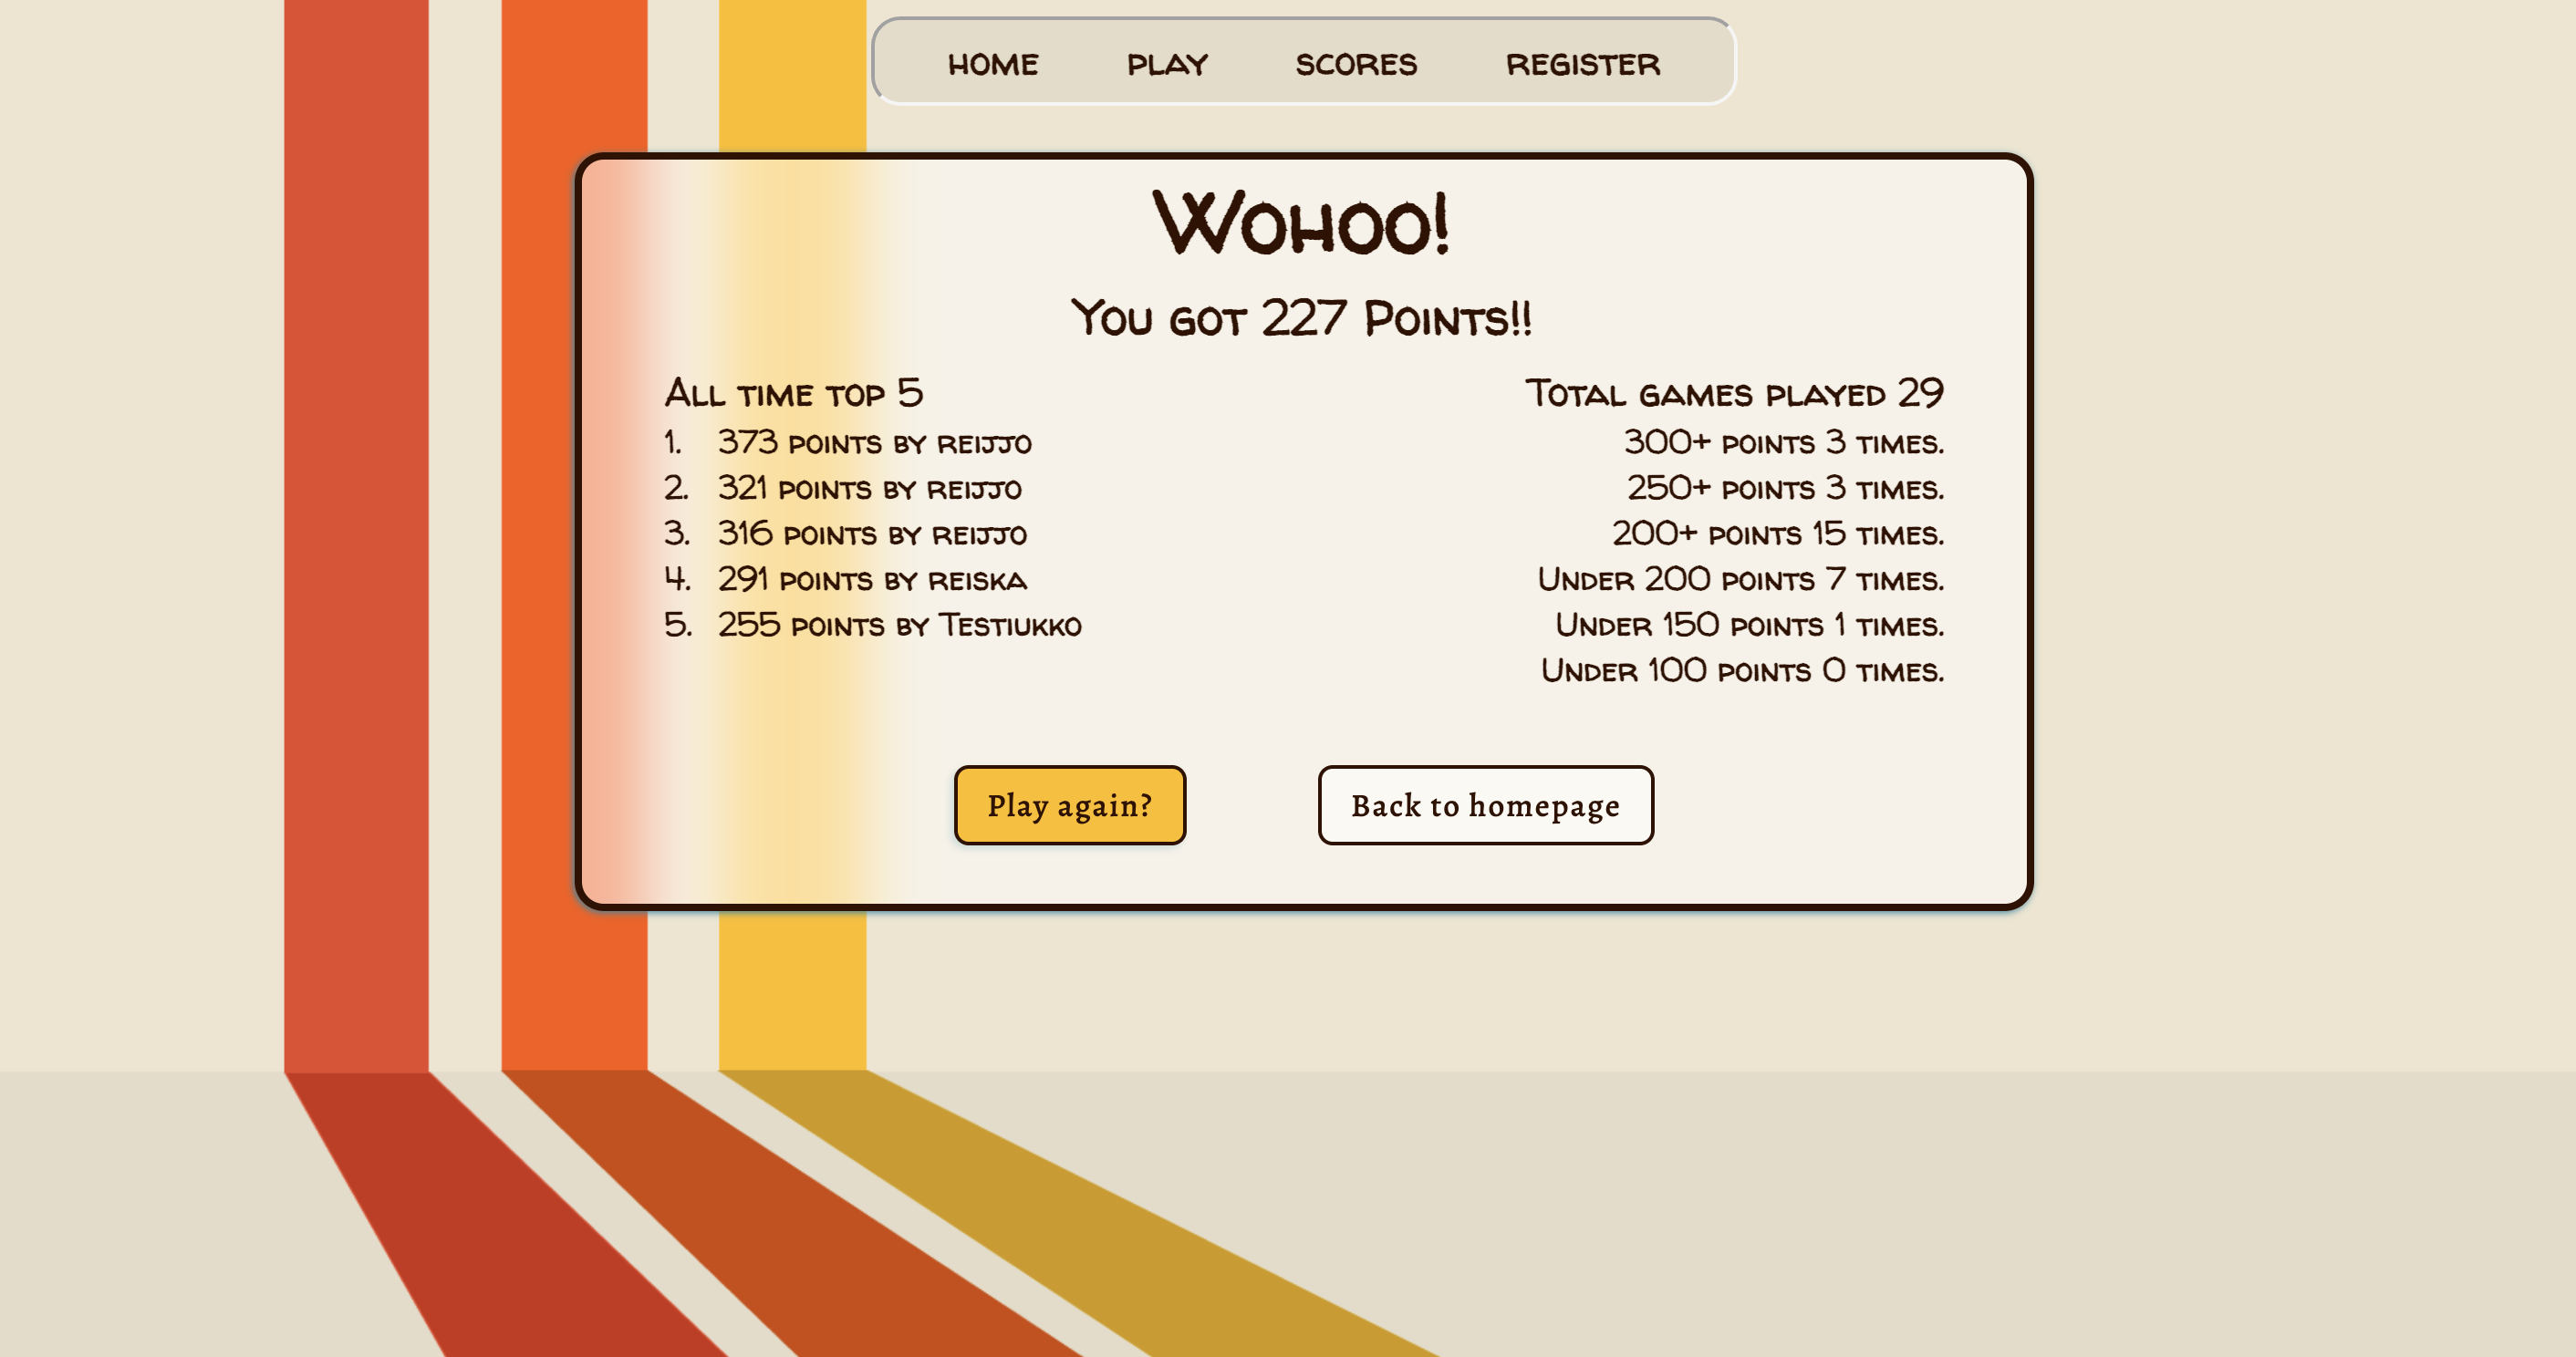 HOME PLAY SCORES REGISTER
Wohoo!
You got 227 Points!!
All time top 5
1. 373 points by reijjo
2. 321 points by reijjo
3. 316 points by reijjo
4. 291 points by reiska
5. 255 points by Testiukko
Total games played 29
300+ points 3 times.
250+ points 3 times.
200+ points 15 times.
Under 200 points 7 times.
Under 150 points 1 times.
Under 100 points 0 times.
Play again?
Back to homepage